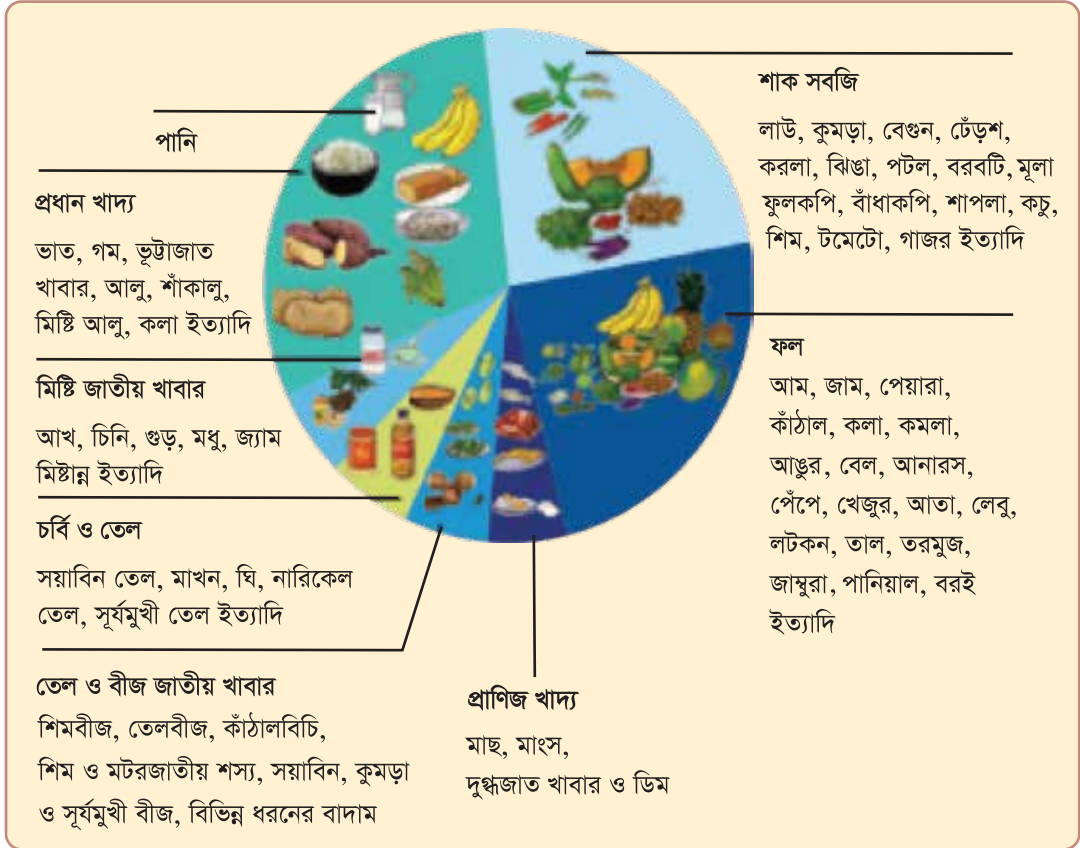 পানি
প্রধান খাদ্য
ভাত, গম, ভূট্টাজাত
খাবার, আলু, শাঁকালু,
মিষ্টি আলু, কলা ইত্যাদি
মিষ্টি জাতীয় খাবার
আখ, চিনি, গুড়, মধু, জ্যাম
মিষ্টান্ন ইত্যাদি
চর্বি ও তেল
সয়াবিন তেল, মাখন, ঘি, নারিকেল
তেল, সূর্যমুখী তেল ইত্যাদি
তেল ও বীজ জাতীয় খাবার
শিমবীজ, তেলবীজ, কাঁঠালবিচি,
শিম ও মটরজাতীয় শস্য, সয়াবিন, কুমড়া
ও সূর্যমুখী বীজ, বিভিন্ন ধরনের বাদাম
প্রাণিজ খাদ্য
মাছ, মাংস,
দুগ্ধজাত খাবার ও ডিম
শাক সবজি
লাউ, কুমড়া, বেগুন, ঢেঁড়শ,
করলা, ঝিঙা, পটল, বরবটি, মূলা
ফুলকপি, বাঁধাকপি, শাপলা, কচু,
শিম, টমেটো, গাজর ইত্যাদি
ফল
আম, জাম, পেয়ারা,
কাঁঠাল, কলা, কমলা,
আঙুর, বেল, আনারস,
পেঁপে, খেজুর, আতা, লেবু,
লটকন, তাল, তরমুজ,
জাম্বুরা, পানিয়াল, বরই
ইত্যাদি